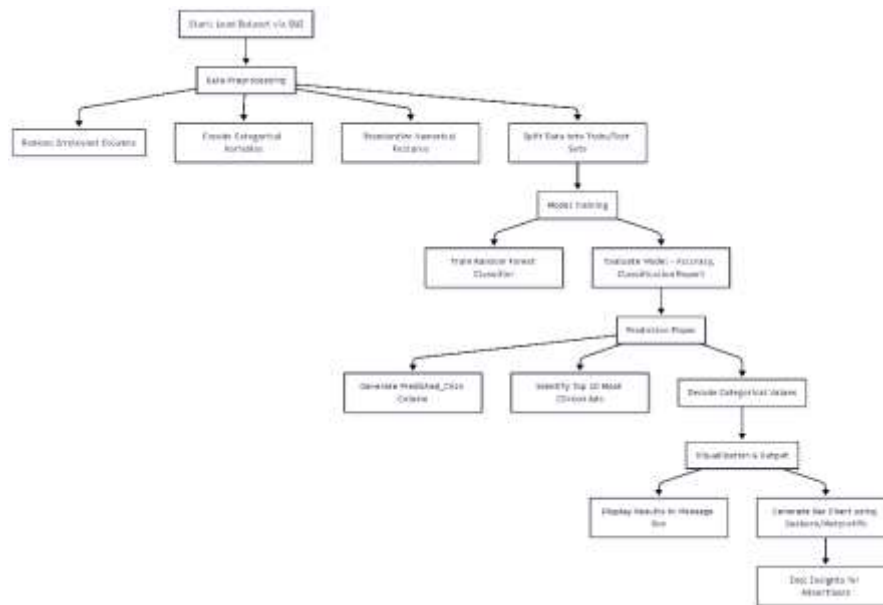 Start: Load Dataset via GUI
Data Preprocessing
Remove Irrelevant Columns
Encode Categorical
Variables
Standardize Numerical
Features
Split Data into Train/Test
Sets
Model Training
Train Random Forest
Classifier
Evaluate Model - Accuracy,
Classification Report
Prediction Phase
Generate Predicted_Click
Column
Identify Top 10 Most
Clicked Ads
Decode Categorical Values
Visualization & Output
Display Results in Message
Box
Generate Bar Chart using
Seaborn/Matplotlib
Insights for
Advertisers